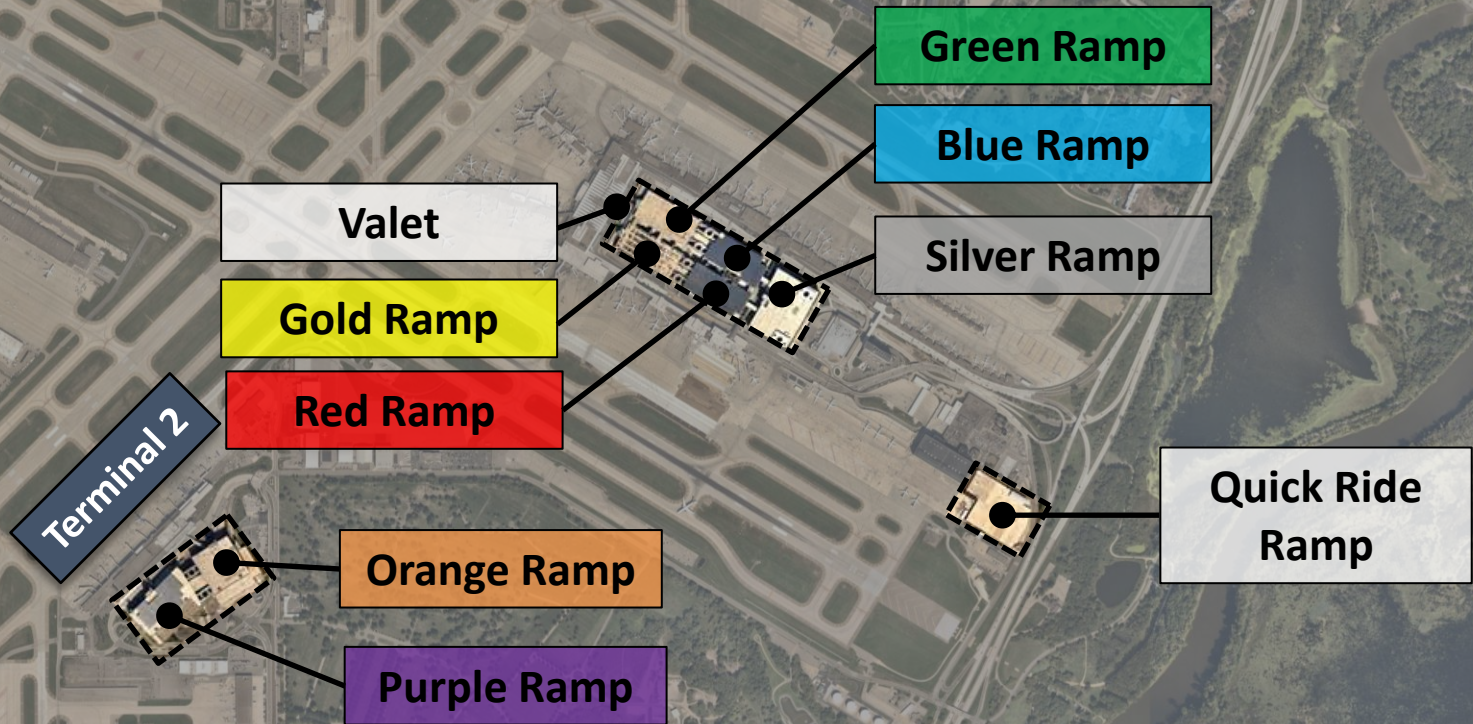 Green Ramp
Blue Ramp
Valet
Silver Ramp
Gold Ramp
Red Ramp
Terminal 2
Quick Ride
Ramp
Orange Ramp
Purple Ramp